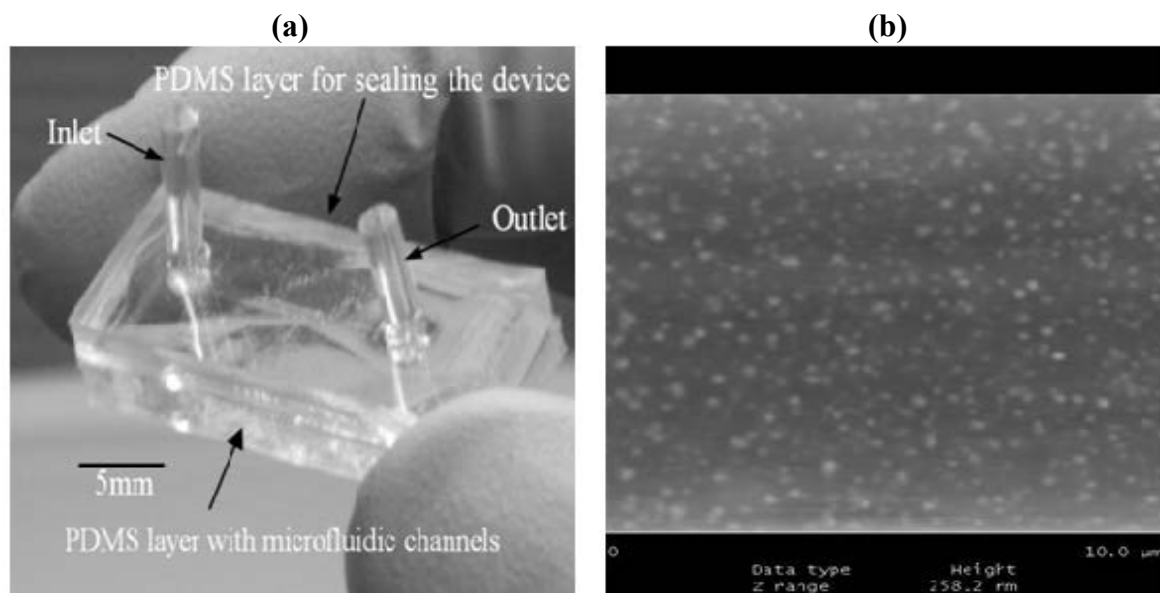 (a)
(b)
PDMS layer for sealing the device
Inlet
Outlet
5mm
PDMS layer with microfluidic channels
0 10.0 µm
Data type Height
Z range 258.2 nm